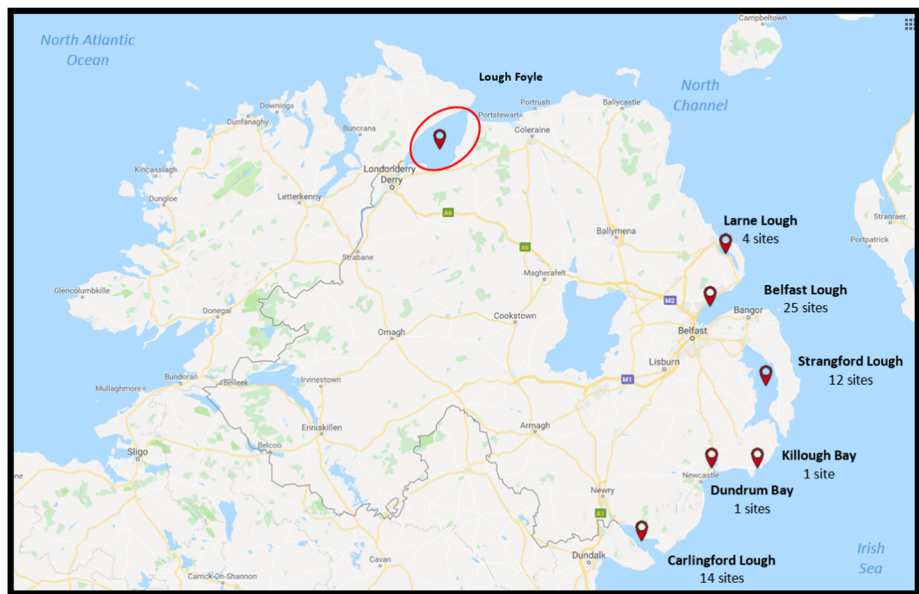 Campbeltown
North Atlantic
Ocean
Lough Foyle
North
Channel
Downings
Dunfanaghy
Portrush
Ballycastle
Portstewart
Buncrana
Coleraine
Kincasslagh
Londonderry
Derry
Dungloe
Letterkenny
A6
Larne Lough
4 sites
Stranraer
Portpatrick
Ballymena
A6
Strabane
Magherafelt
Glencolumbkille
Belfast Lough
25 sites
M2
Donegal
Cookstown
Bangor
Omagh
Belfast
Strangford Lough
12 sites
Lisburn
Bundoran
Belleek
Irvinestown
M1
Mullaghmore
Enniskillen
Armagh
Belcoo
Sligo
Killough Bay
1 site
Newcastle
Dundrum Bay
1 sites
Newry
A1
Irish
Sea
Dundalk
Carlingford Lough
14 sites
Cavan
Carrick-On-Shannon